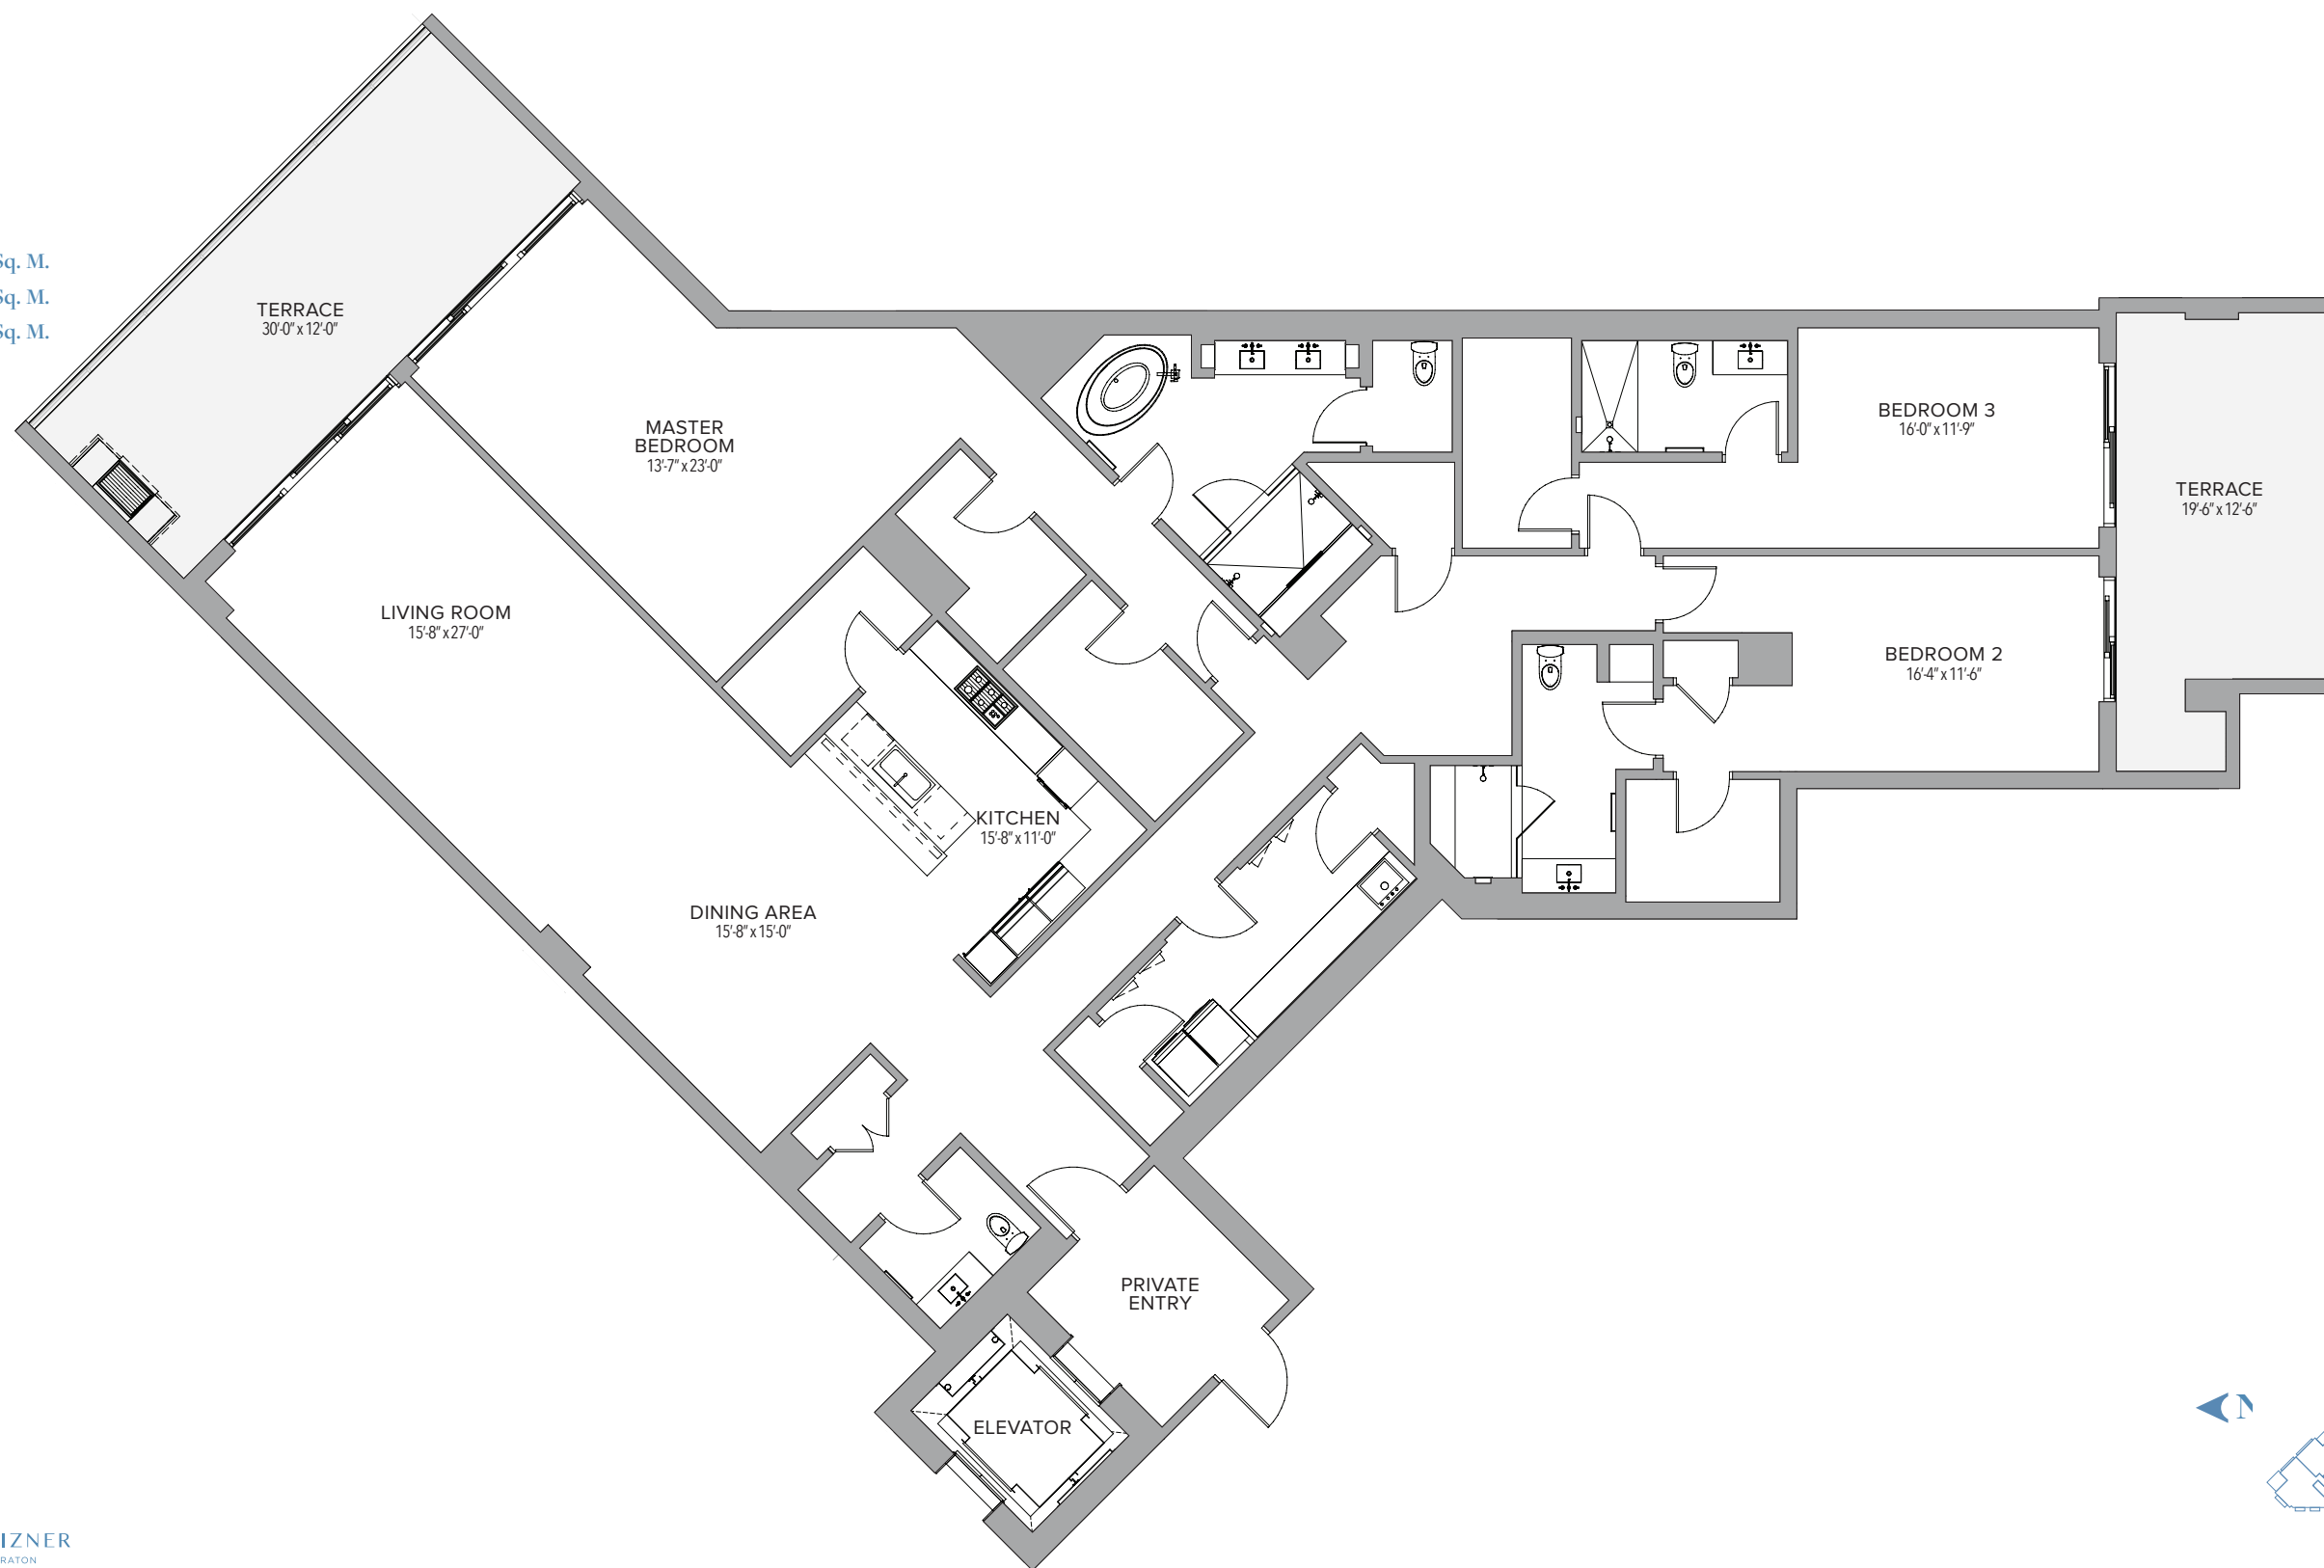 Sq. M.
Sq. M.
Sq. M.
TERRACE
30'-0" x 12'-0"
MASTER
BEDROOM
13'-7" x 23'-0"
BEDROOM 3
16'-0" x 11'-9"
TERRACE
19'-6" x 12'-6"
LIVING ROOM
15'-8" x 27'-0"
BEDROOM 2
16'-4" x 11'-6"
KITCHEN
15'-8" x 11'-0"
DINING AREA
15'-8" x 15'-0"
PRIVATE
ENTRY
ELEVATOR
N
IZNER
RATON